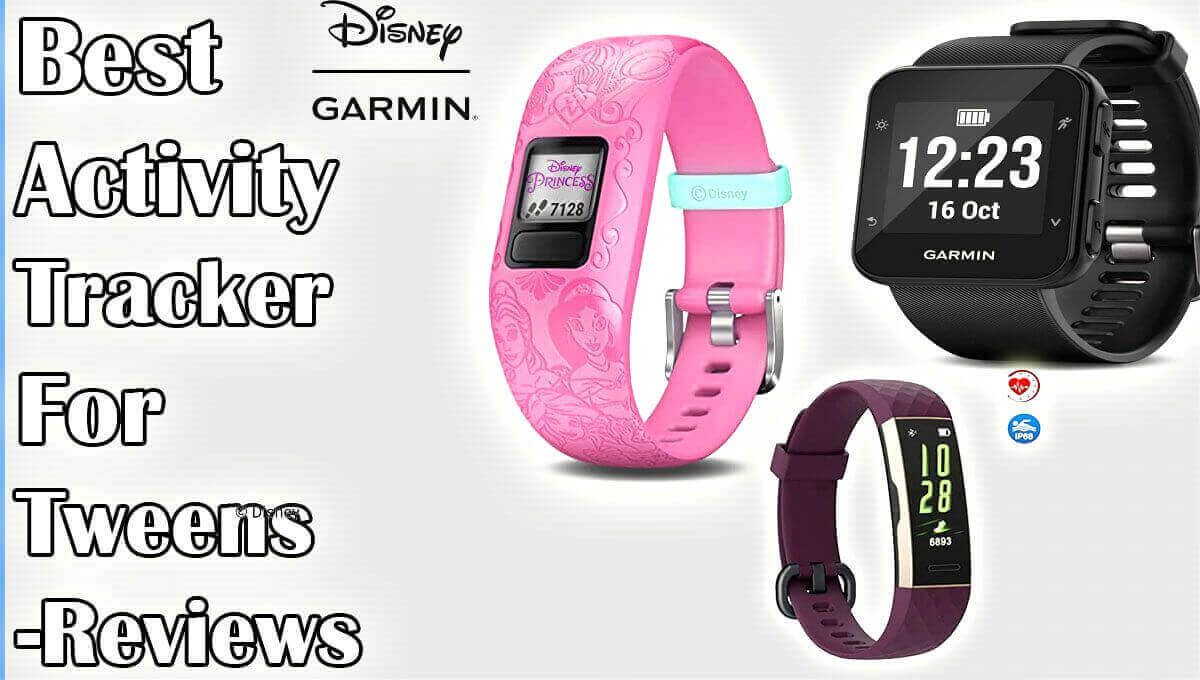 Best
Activity
Tracker
For
Tweens
-Reviews
© Disney
Disney
GARMIN®
Disney
PRINCESS
7128
© Disney
12:23
16 Oct
GARMIN
IP68
10
28
6893